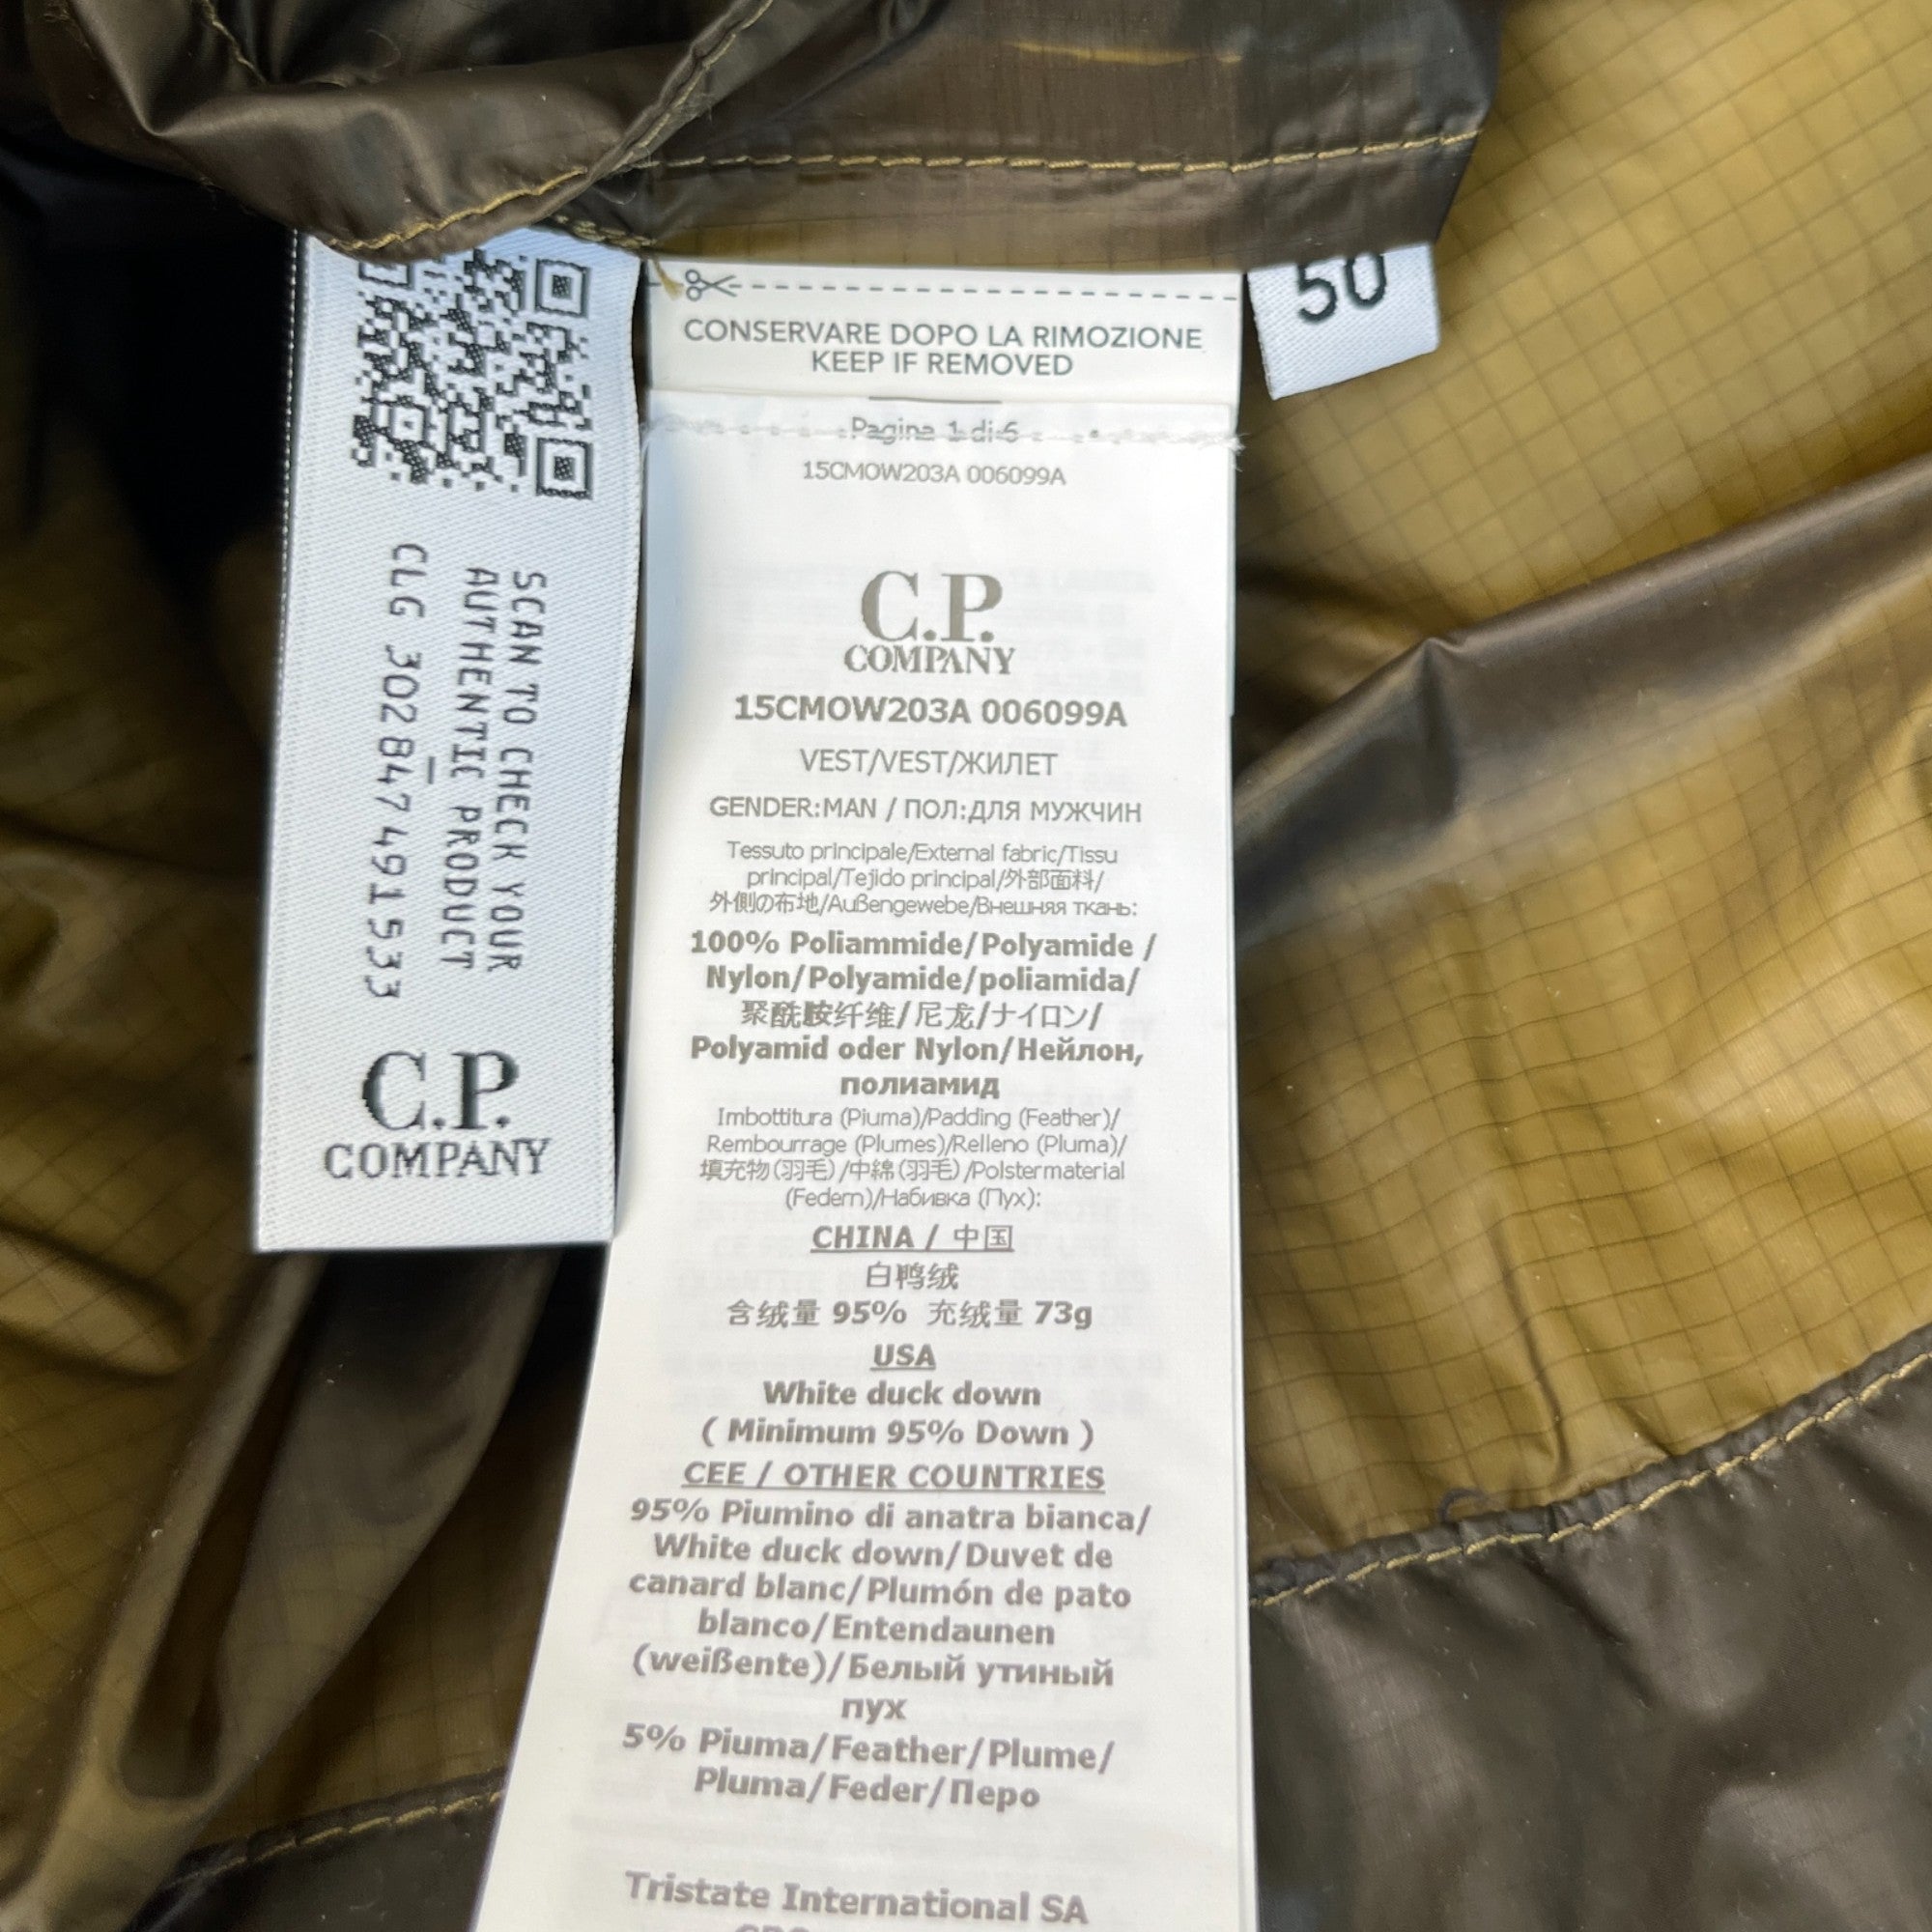 SCAN TO CHECK YOUR
AUTHENTIC PRODUCT
CLG 302847491533
C.P.
COMPANY
CONSERVARE DOPO LA RIMOZIONE
KEEP IF REMOVED
Pagina 1 di 6
15CMOW203A 006099A
C.P.
COMPANY
15CMOW203A 006099A
VEST/VEST/ЖИЛЕТ
GENDER:MAN / ПОЛ:ДЛЯ МУЖЧИН
Tessuto principale/External fabric/Tissu
principal/Tejido principal/外部面料/
外側の布地/Außengewebe/Внешняя ткань:
100% Poliammide/Polyamide /
Nylon/Polyamide/poliamida/
聚酰胺纤维/尼龙/ナイロン/
Polyamid oder Nylon/Нейлон,
полиамид
Imbottitura (Piuma)/Padding (Feather)/
Rembourrage (Plumes)/Relleno (Pluma)/
填充物(羽毛)/中綿(羽毛)/Polstermaterial
(Federn)/Набивка (Пух):
CHINA / 中国
白鸭绒
含绒量 95% 充绒量 73g
USA
White duck down
( Minimum 95% Down )
CEE / OTHER COUNTRIES
95% Piumino di anatra bianca/
White duck down/Duvet de
canard blanc/Plumón de pato
blanco/Entendaunen
(weißente)/Белый утиный
пух
5% Piuma/Feather/Plume/
Pluma/Feder/Перо
Tristate International SA
50